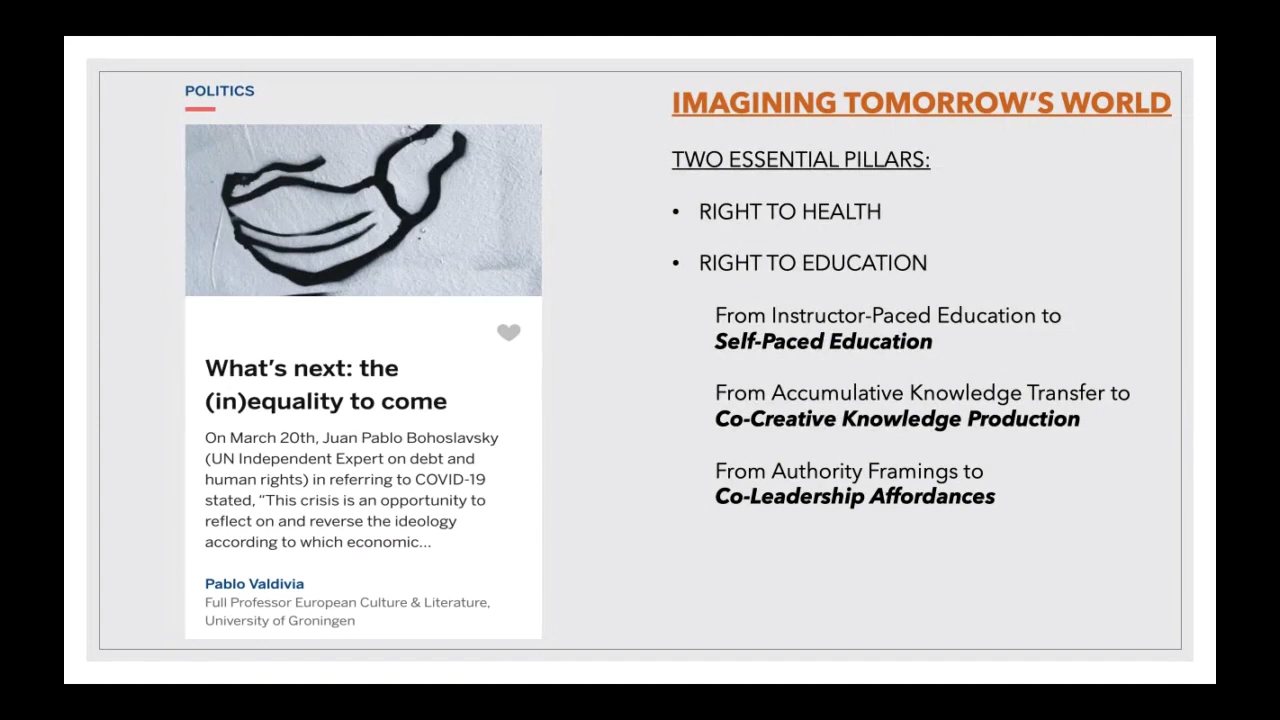 POLITICS
What’s next: the
(in)equality to come
On March 20th, Juan Pablo Bohoslavsky
(UN Independent Expert on debt and
human rights) in referring to COVID-19
stated, “This crisis is an opportunity to
reflect on and reverse the ideology
according to which economic...
Pablo Valdivia
Full Professor European Culture & Literature,
University of Groningen
IMAGINING TOMORROW’S WORLD
TWO ESSENTIAL PILLARS:
• RIGHT TO HEALTH
• RIGHT TO EDUCATION
From Instructor-Paced Education to
Self-Paced Education
From Accumulative Knowledge Transfer to
Co-Creative Knowledge Production
From Authority Framings to
Co-Leadership Affordances